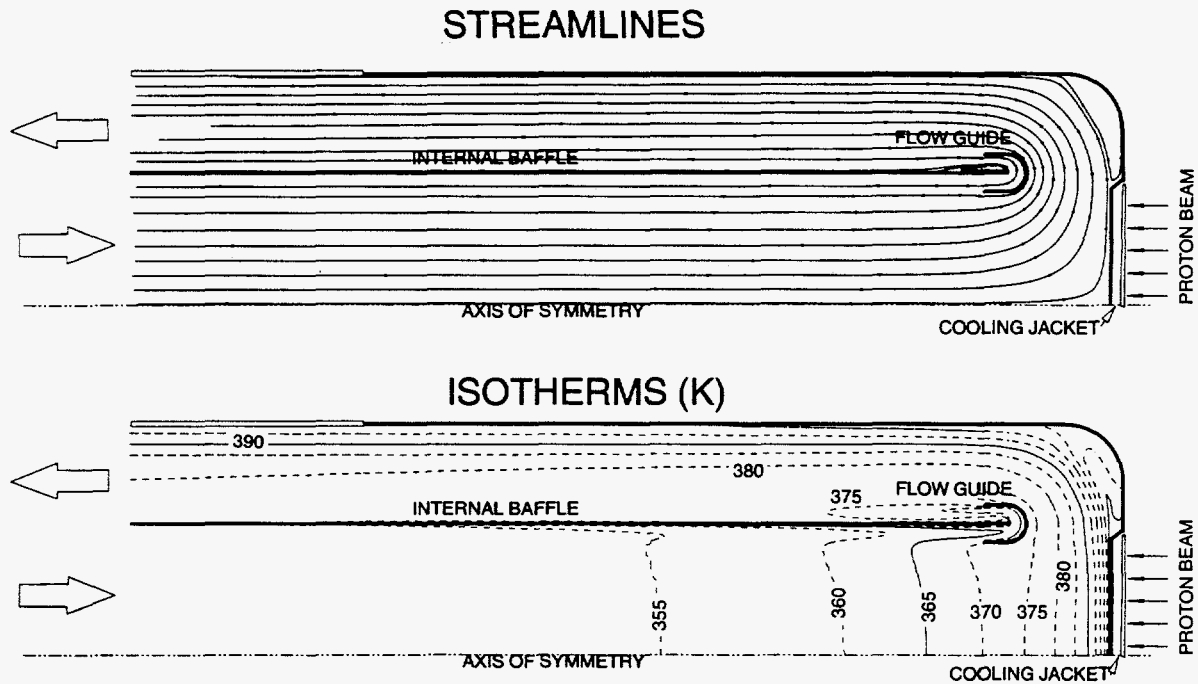 STREAMLINES
FLOW GUIDE
INTERNAL BAFFLE
PROTON BEAM
AXIS OF SYMMETRY
COOLING JACKET
ISOTHERMS (K)
390
380
375
FLOW GUIDE
INTERNAL BAFFLE
355
360
365
370
375
380
PROTON BEAM
AXIS OF SYMMETRY
COOLING JACKET